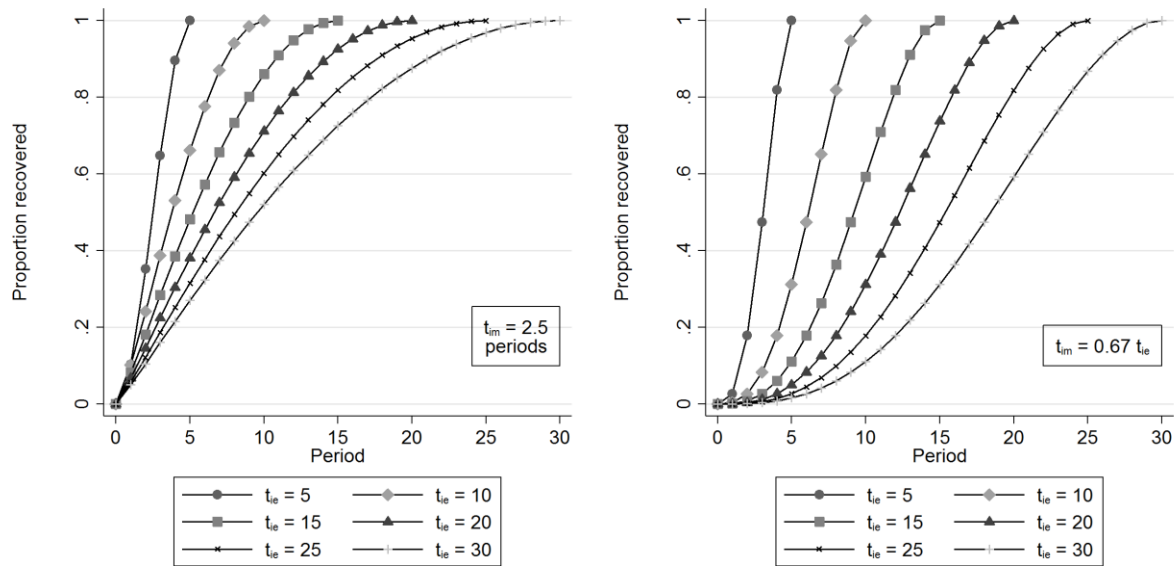 Proportion recovered
0 .2 .4 .6 .8 1
0 5 10 15 20 25 30
Period
t_im = 2.5
periods
t_ie = 5 t_ie = 10
t_ie = 15 t_ie = 20
t_ie = 25 t_ie = 30
Proportion recovered
0 .2 .4 .6 .8 1
0 5 10 15 20 25 30
Period
t_im = 0.67 t_ie
t_ie = 5 t_ie = 10
t_ie = 15 t_ie = 20
t_ie = 25 t_ie = 30